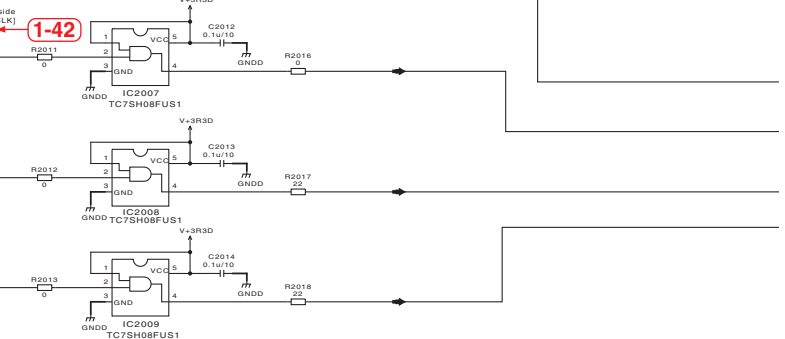 side
LK]
1-42
V+3R3D
C2012
0.1u/10
R2011
0
1
2
3
GND
VCC
5
4
GNDD
GNDD
R2016
0
IC2007
TC7SH08FUS1
V+3R3D
C2013
0.1u/10
R2012
0
1
2
3
GND
VCC
5
4
GNDD
GNDD
R2017
22
IC2008
TC7SH08FUS1
V+3R3D
C2014
0.1u/10
R2013
0
1
2
3
GND
VCC
5
4
GNDD
GNDD
R2018
22
IC2009
TC7SH08FUS1